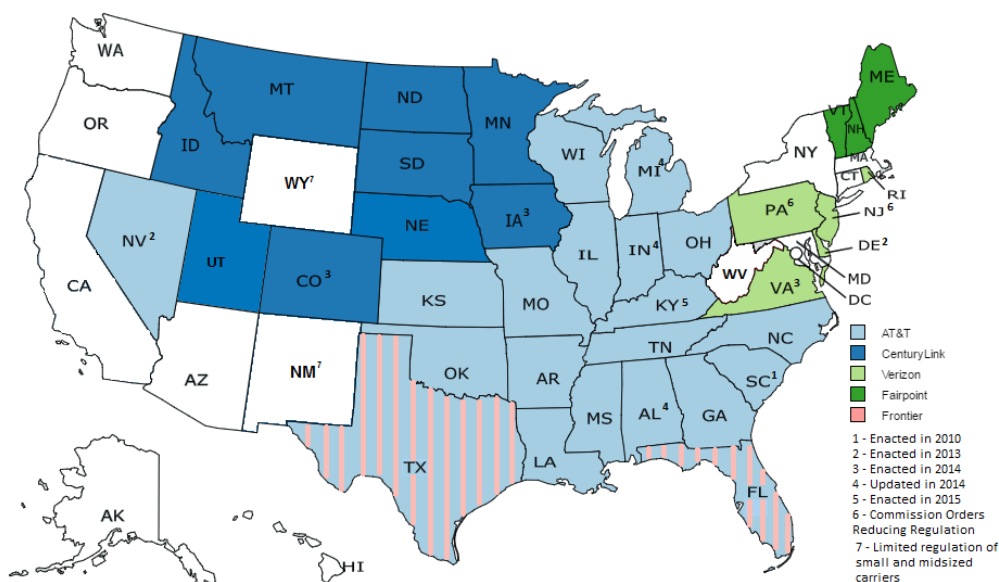 WA
MT
ND
MN
ME
VT
NH
OR
ID
SD
WI
MI4
NY
MA
CT
RI
WY7
IA3
NE
PA6
NJ6
NV2
UT
CO3
IL
IN4
OH
WV
DE2
MD
DC
VA3
CA
KS
MO
KY5
AZ
NM7
OK
AR
TN
NC
SC1
MS
AL4
GA
TX
LA
FL
AK
HI
AT&T
CenturyLink
Verizon
Fairpoint
Frontier
1 - Enacted in 2010
2 - Enacted in 2013
3 - Enacted in 2014
4 - Updated in 2014
5 - Enacted in 2015
6 - Commission Orders
Reducing Regulation
7 - Limited regulation of
small and midsized
carriers